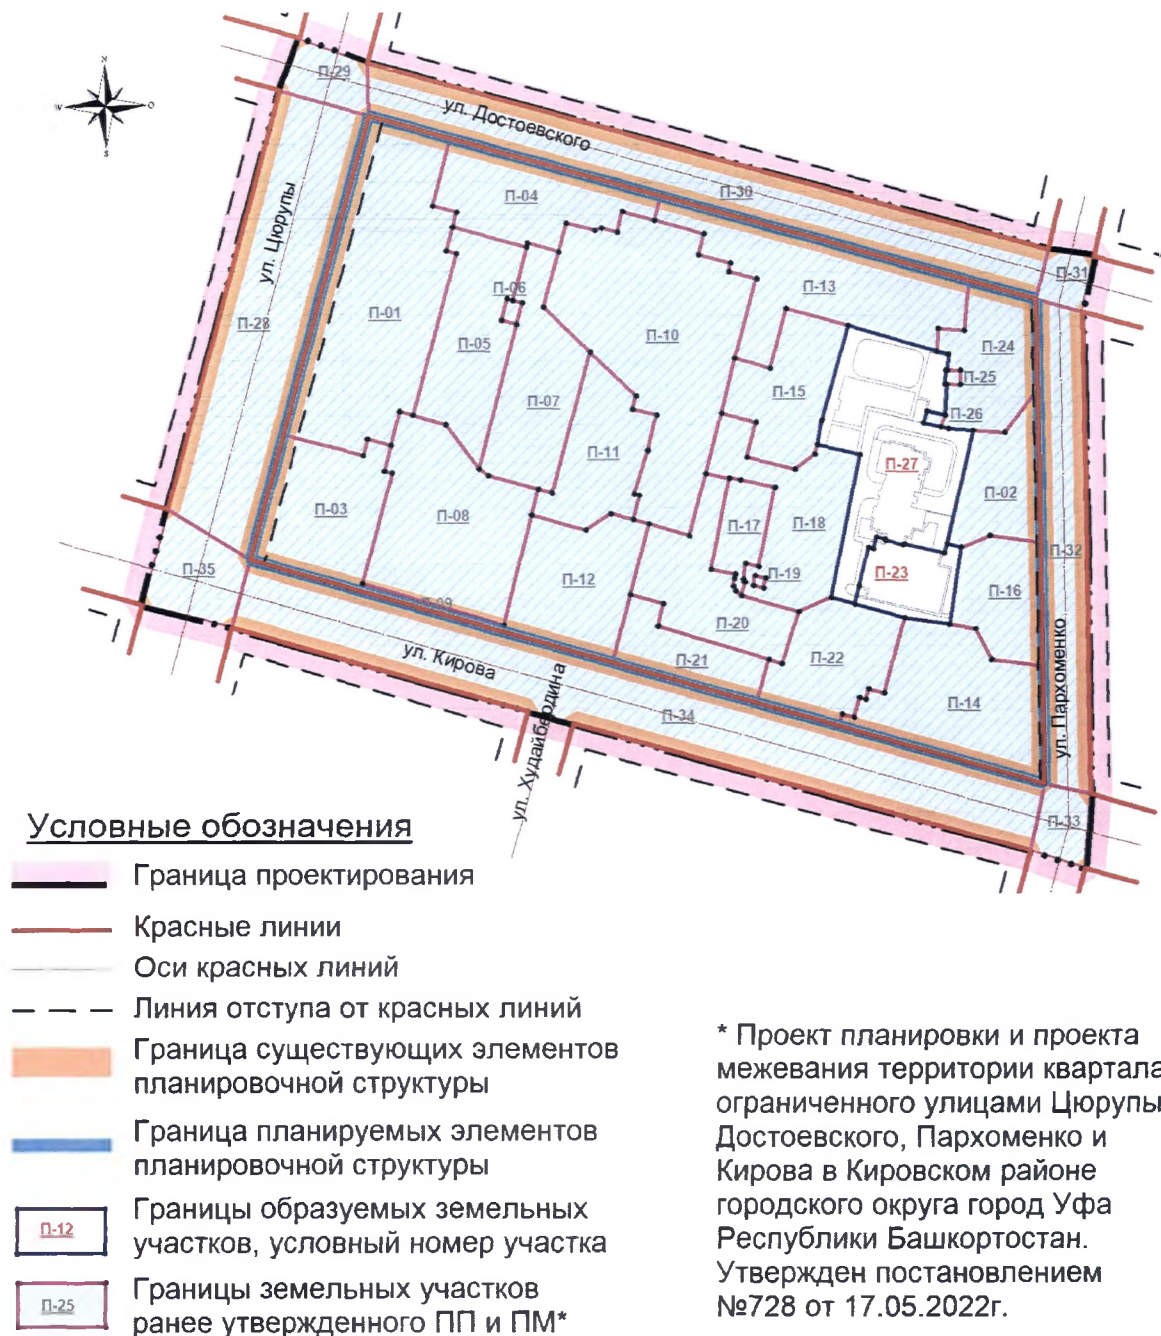 N
W
O
S
П-29
ул. Достоевского
П-30
П-04
ул. Цюрупы
П-31
П-06
П-13
П-01
П-28
П-10
П-24
П-05
П-25
П-07
П-15
П-26
П-11
П-27
П-02
П-03
П-08
П-17
П-18
П-32
П-35
П-12
П-19
П-23
П-16
П-09
П-20
ул. Кирова
П-21
П-22
ул. Пархоменко
П-34
П-14
ул. Худайбердина
П-33
Условные обозначения
Граница проектирования
Красные линии
Оси красных линий
Линия отступа от красных линий
Граница существующих элементов
планировочной структуры
Граница планируемых элементов
планировочной структуры
П-12
Границы образуемых земельных
участков, условный номер участка
П-25
Границы земельных участков
ранее утвержденного ПП и ПМ*
* Проект планировки и проекта
межевания территории квартала
ограниченного улицами Цюрупы
Достоевского, Пархоменко и
Кирова в Кировском районе
городского округа город Уфа
Республики Башкортостан.
Утвержден постановлением
№728 от 17.05.2022г.